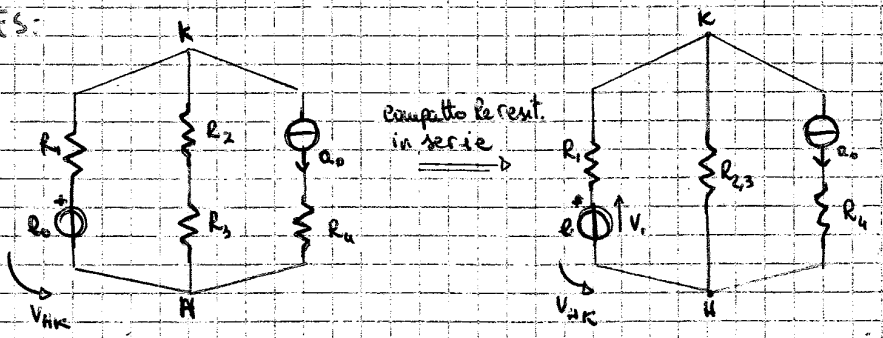 ES:
K
R1
R2
a0
e0
R3
R4
VHK
H
compatto le resist.
in serie
K
R1
R2,3
a0
e
V1
R4
VHK
H